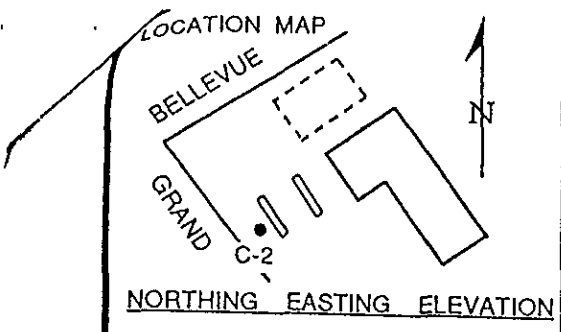 LOCATION MAP
BELLEVUE
N
GRAND
C-2
NORTHING EASTING ELEVATION